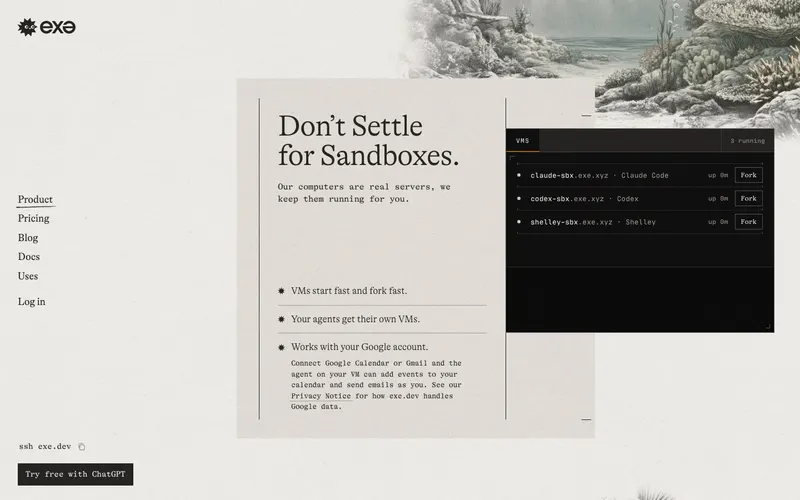 exe
Product
Pricing
Blog
Docs
Uses
Log in
ssh exe.dev
Try free with ChatGPT
Don’t Settle
for Sandboxes.
Our computers are real servers, we
keep them running for you.
VMs start fast and fork fast.
Your agents get their own VMs.
Works with your Google account.
Connect Google Calendar or Gmail and the
agent on your VM can add events to your
calendar and send emails as you. See our
Privacy Notice for how exe.dev handles
Google data.
VMS 3 running
claude-sbx.exe.xyz · Claude Code up 0m Fork
codex-sbx.exe.xyz · Codex up 0m Fork
shelley-sbx.exe.xyz · Shelley up 0m Fork